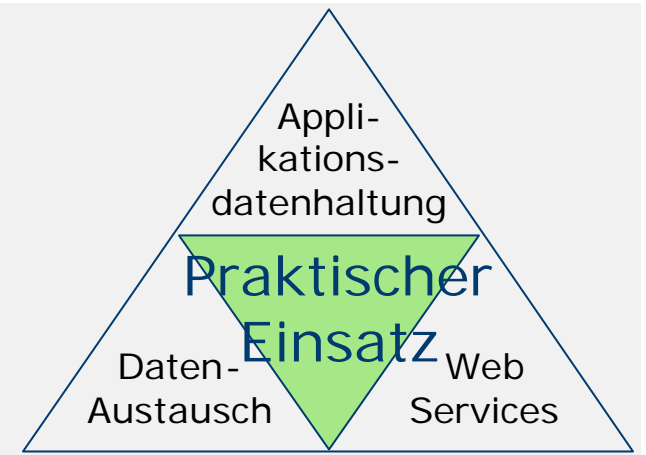 Appli-
kations-
datenhaltung
Praktischer
Einsatz
Daten-
Austausch
Web
Services